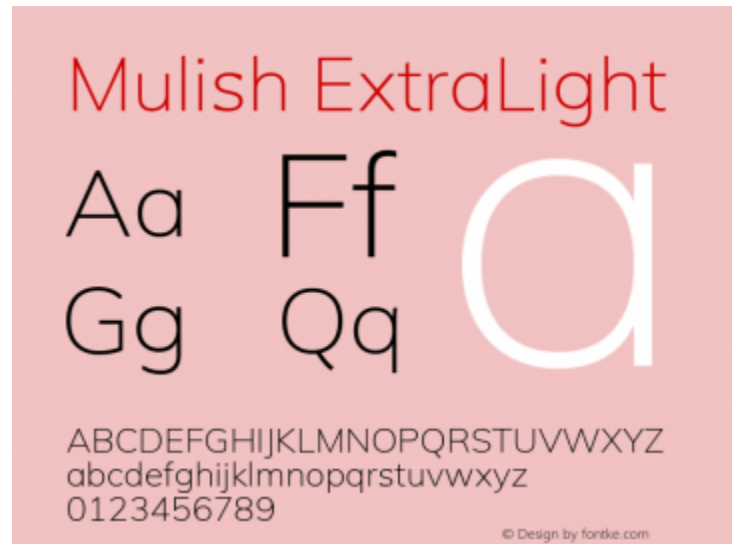 Mulish ExtraLight
Aa Ff a
Gg Qq
ABCDEFGHIJKLMNOPQRSTUVWXYZ
abcdefghijklmnopqrstuvwxyz
0123456789
© Design by fontke.com